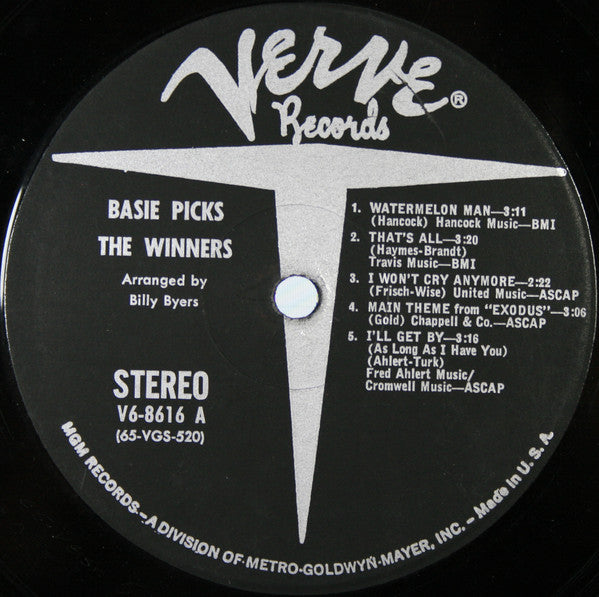 Verve ®
Records
BASIE PICKS
THE WINNERS
Arranged by
Billy Byers
STEREO
V6-8616 A
(65-VGS-520)
1. WATERMELON MAN—3:11
(Hancock) Hancock Music—BMI
2. THAT'S ALL—3:20
(Haymes-Brandt)
Travis Music—BMI
3. I WON'T CRY ANYMORE—2:22
(Frisch-Wise) United Music—ASCAP
4. MAIN THEME from "EXODUS"—3:06
(Gold) Chappell & Co.—ASCAP
5. I'LL GET BY—3:16
(As Long As I Have You)
(Ahlert-Turk)
Fred Ahlert Music/
Cromwell Music—ASCAP
MGM RECORDS—A DIVISION OF METRO-GOLDWYN-MAYER, INC. – Made in U. S. A.